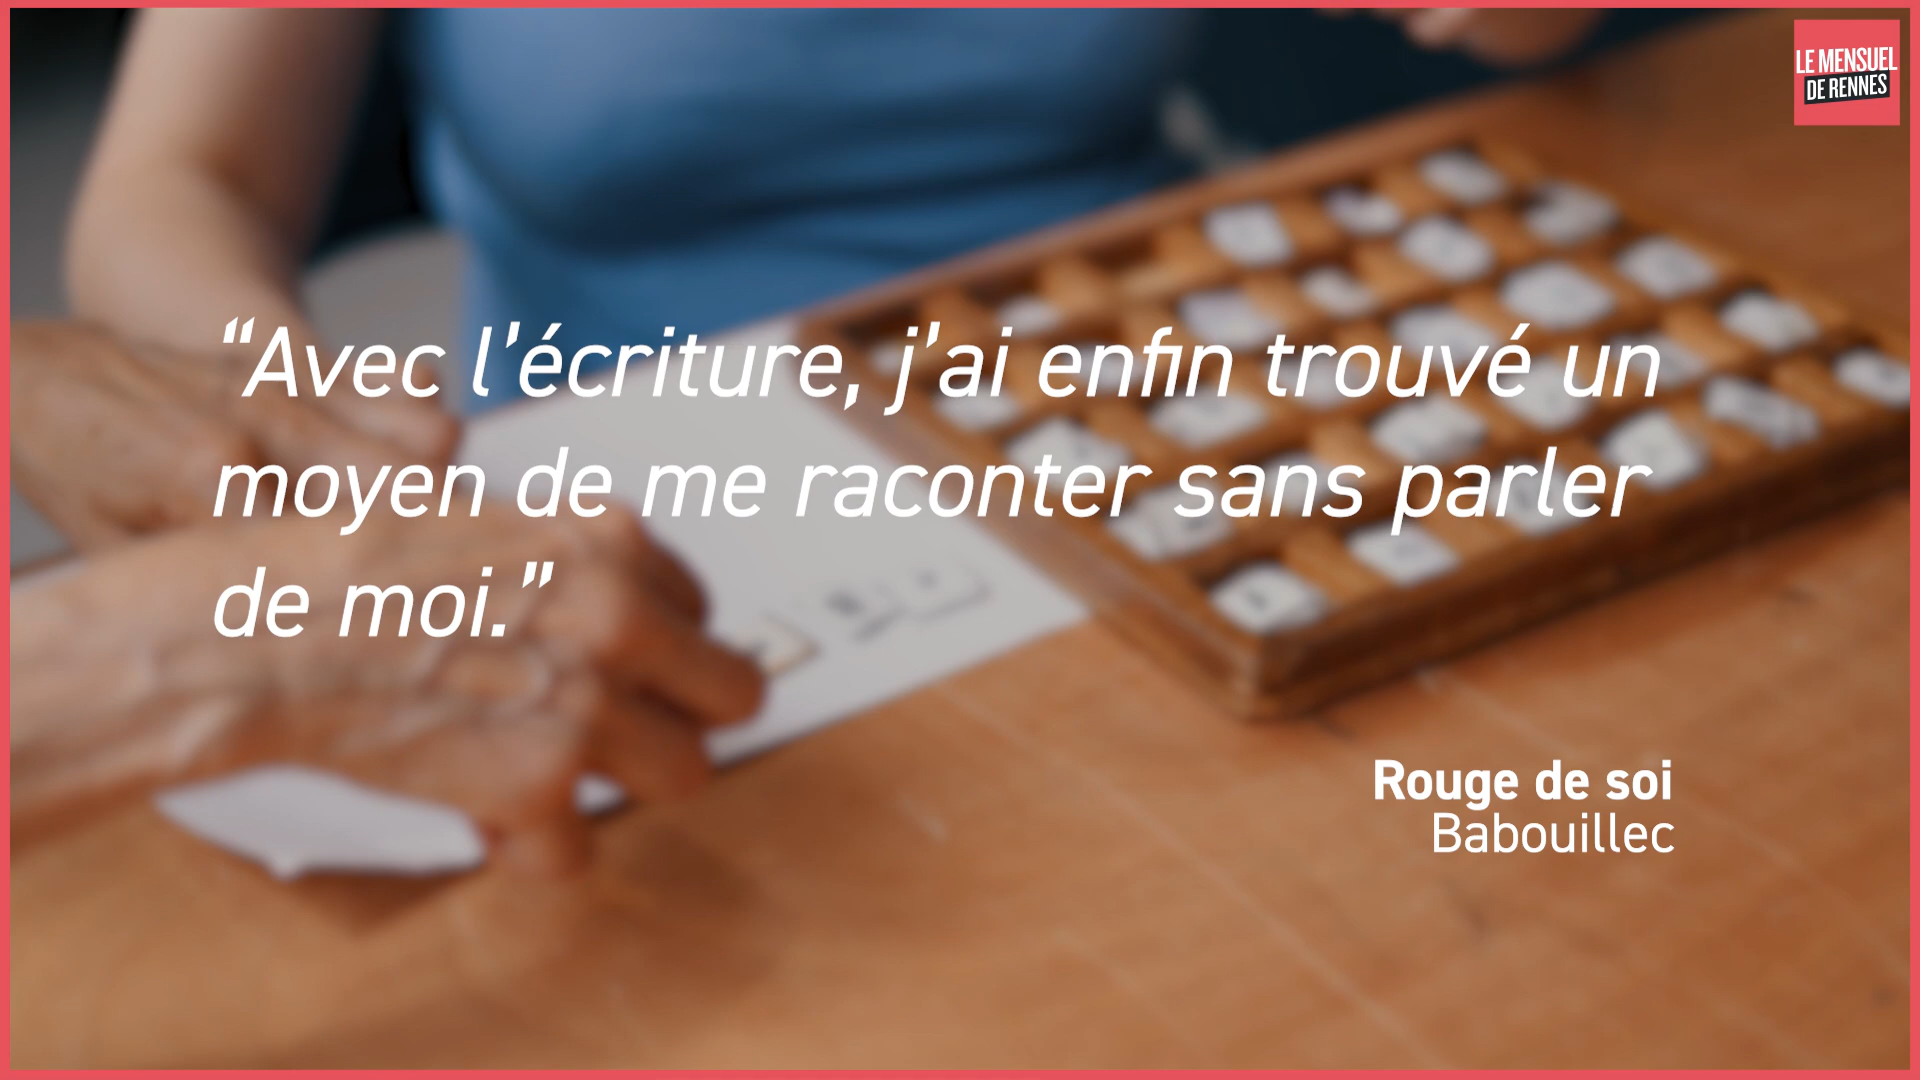 LE MENSUEL
DE RENNES
“Avec l’écriture, j’ai enfin trouvé un
moyen de me raconter sans parler
de moi.”
Rouge de soi
Babouillec